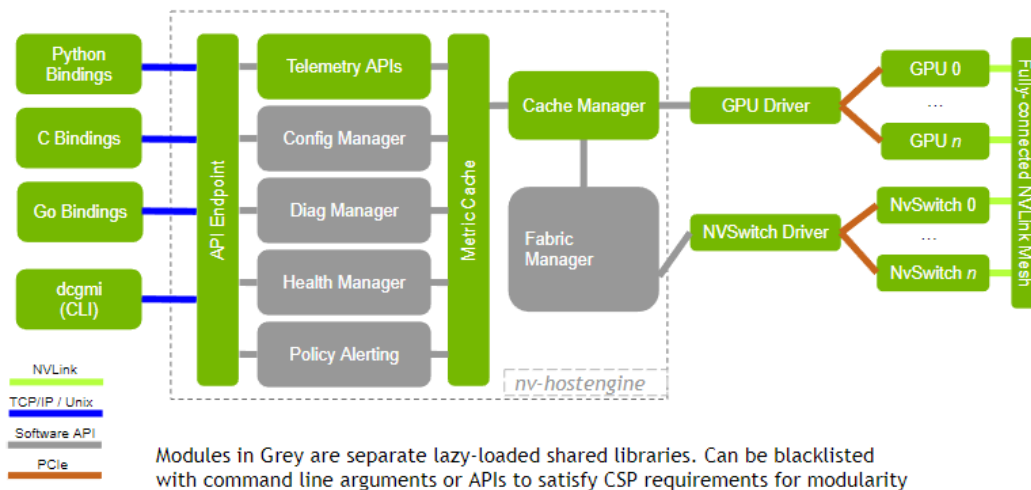 Python
Bindings
C Bindings
Go Bindings
dcgmi
(CLI)
API Endpoint
Telemetry APIs
Config Manager
Diag Manager
Health Manager
Policy Alerting
Metric Cache
Cache Manager
Fabric
Manager
nv-hostengine
GPU Driver
NVSwitch Driver
GPU 0
...
GPU n
NvSwitch 0
...
NvSwitch n
Fully-connected NVLink Mesh
NVLink
TCP/IP / Unix
Software API
PCIe
Modules in Grey are separate lazy-loaded shared libraries. Can be blacklisted
with command line arguments or APIs to satisfy CSP requirements for modularity